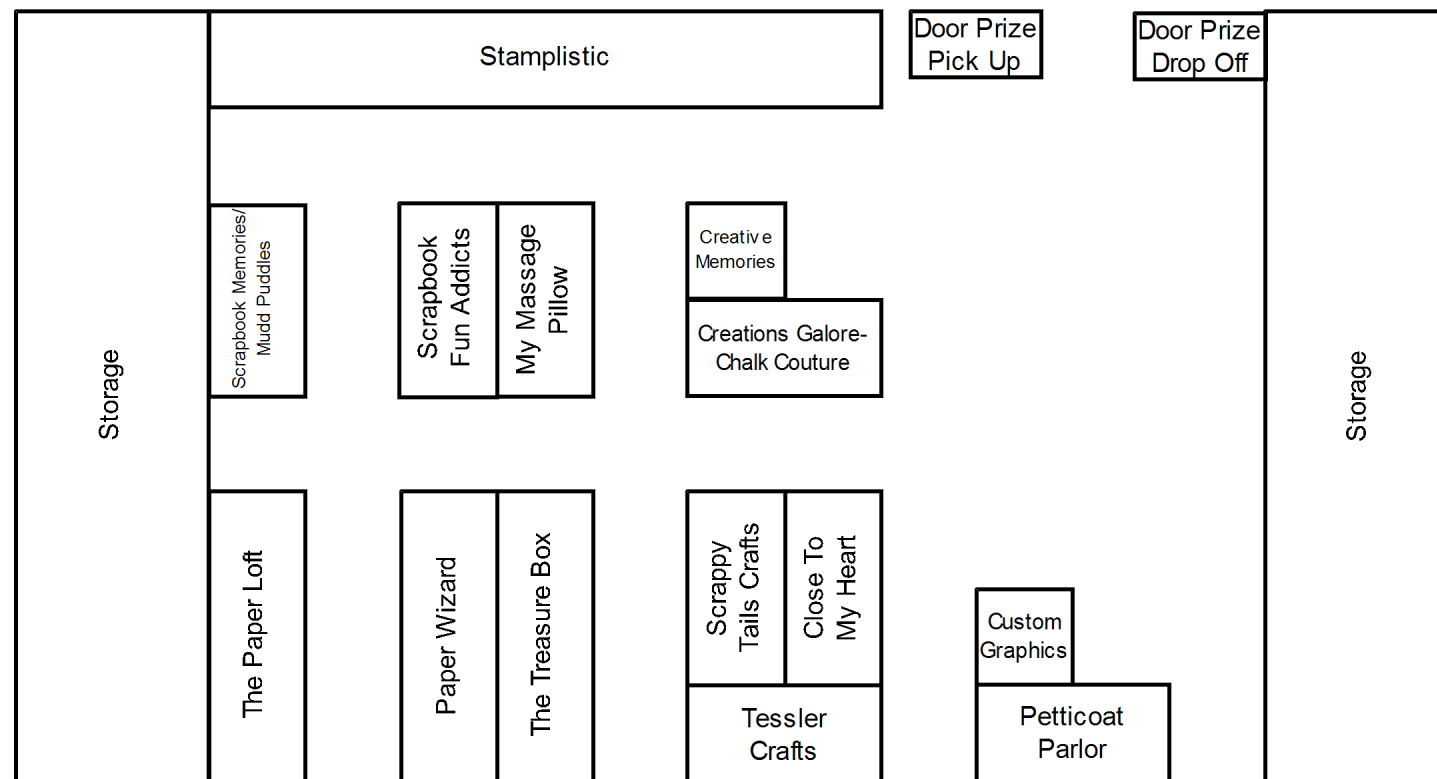 Stamplistic
Door Prize
Pick Up
Door Prize
Drop Off
Storage
Scrapbook Memories/
Mudd Puddles
Scrapbook
Fun Addicts
My Massage
Pillow
Creative
Memories
Creations Galore-
Chalk Couture
Storage
The Paper Loft
Paper Wizard
The Treasure Box
Scrappy
Tails Crafts
Close To
My Heart
Tessler
Crafts
Custom
Graphics
Petticoat
Parlor